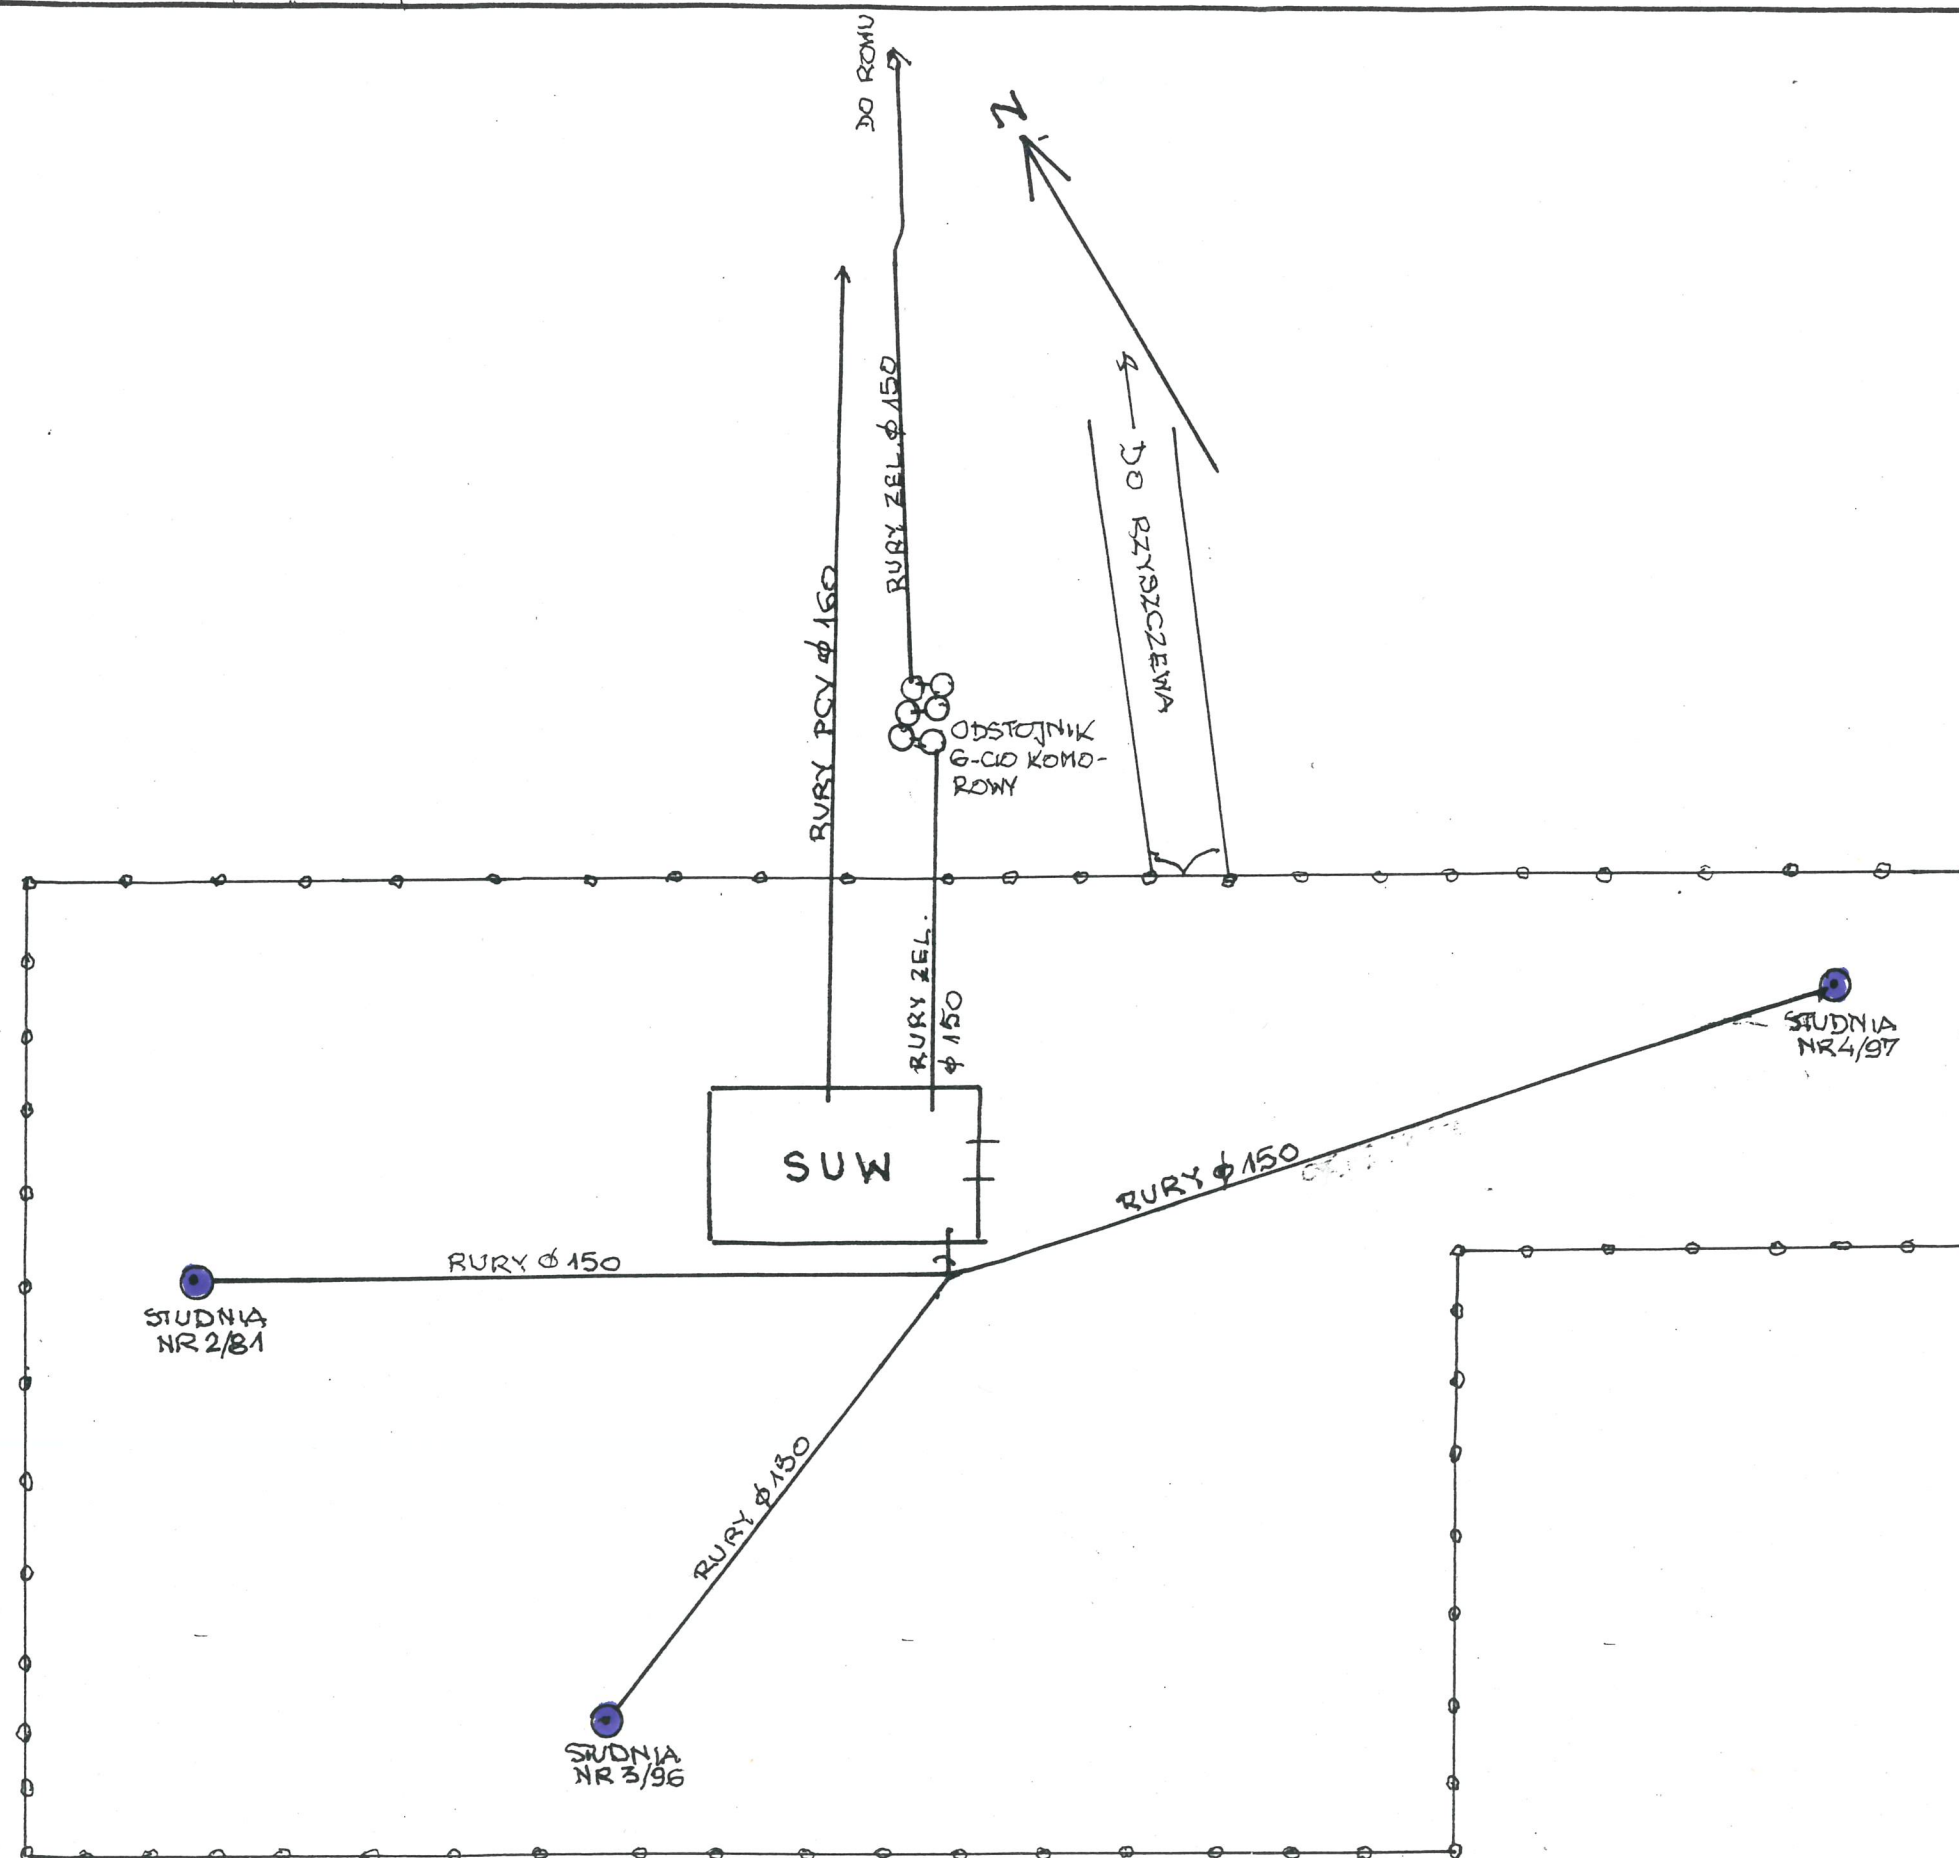 DO ROWU
N
RURY ŻEL. ϕ 150
→ DO RZYSZCZEWA
RURY PCV ϕ 160
ODSTOJNIK
6-CIO KOMO-
ROWY
RURY ŻEL.
ϕ 150
STUDNIA
NR 4/97
SUW
RURY ϕ 150
RURY ϕ 150
STUDNIA
NR 2/81
RURY ϕ 150
STUDNIA
NR 3/96